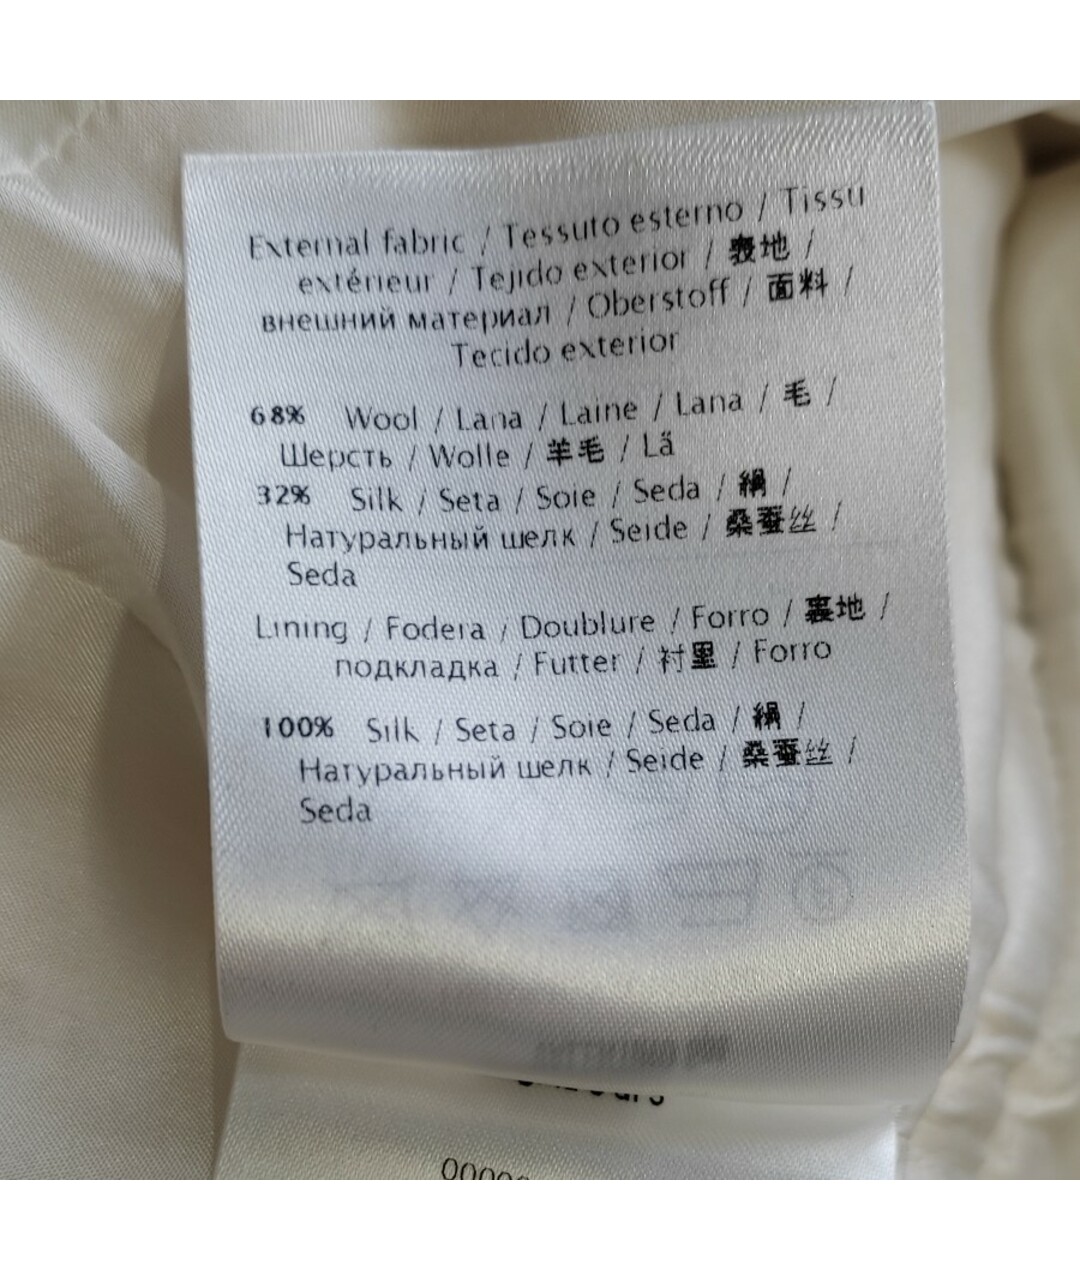 External fabric / Tessuto esterno / Tissu
extérieur / Tejido exterior / 表地 /
внешний материал / Oberstoff / 面料 /
Tecido exterior
68% Wool / Lana / Laine / Lana / 毛 /
Шерсть / Wolle / 羊毛 / Lã
32% Silk / Seta / Soie / Seda / 絹 /
Натуральный шелк / Seide / 桑蚕丝 /
Seda
Lining / Fodera / Doublure / Forro / 裏地 /
подкладка / Futter / 衬里 / Forro
100% Silk / Seta / Soie / Seda / 絹 /
Натуральный шелк / Seide / 桑蚕丝 /
Seda